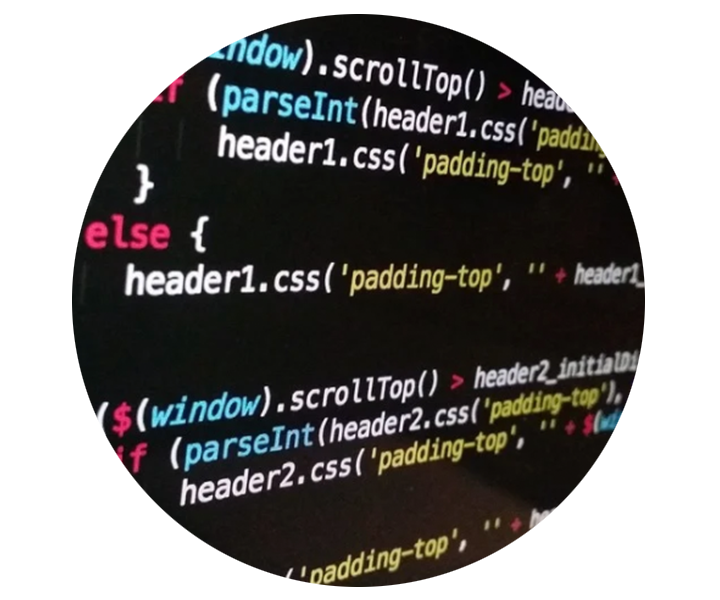 window).scrollTop() > head
if (parseInt(header1.css('paddin
header1.css('padding-top', '' +
}
else {
header1.css('padding-top', '' + header1_
($(window).scrollTop() > header2_initialDi
if (parseInt(header2.css('padding-top'),
header2.css('padding-top', '' + $(wi
('padding-top', '' + he